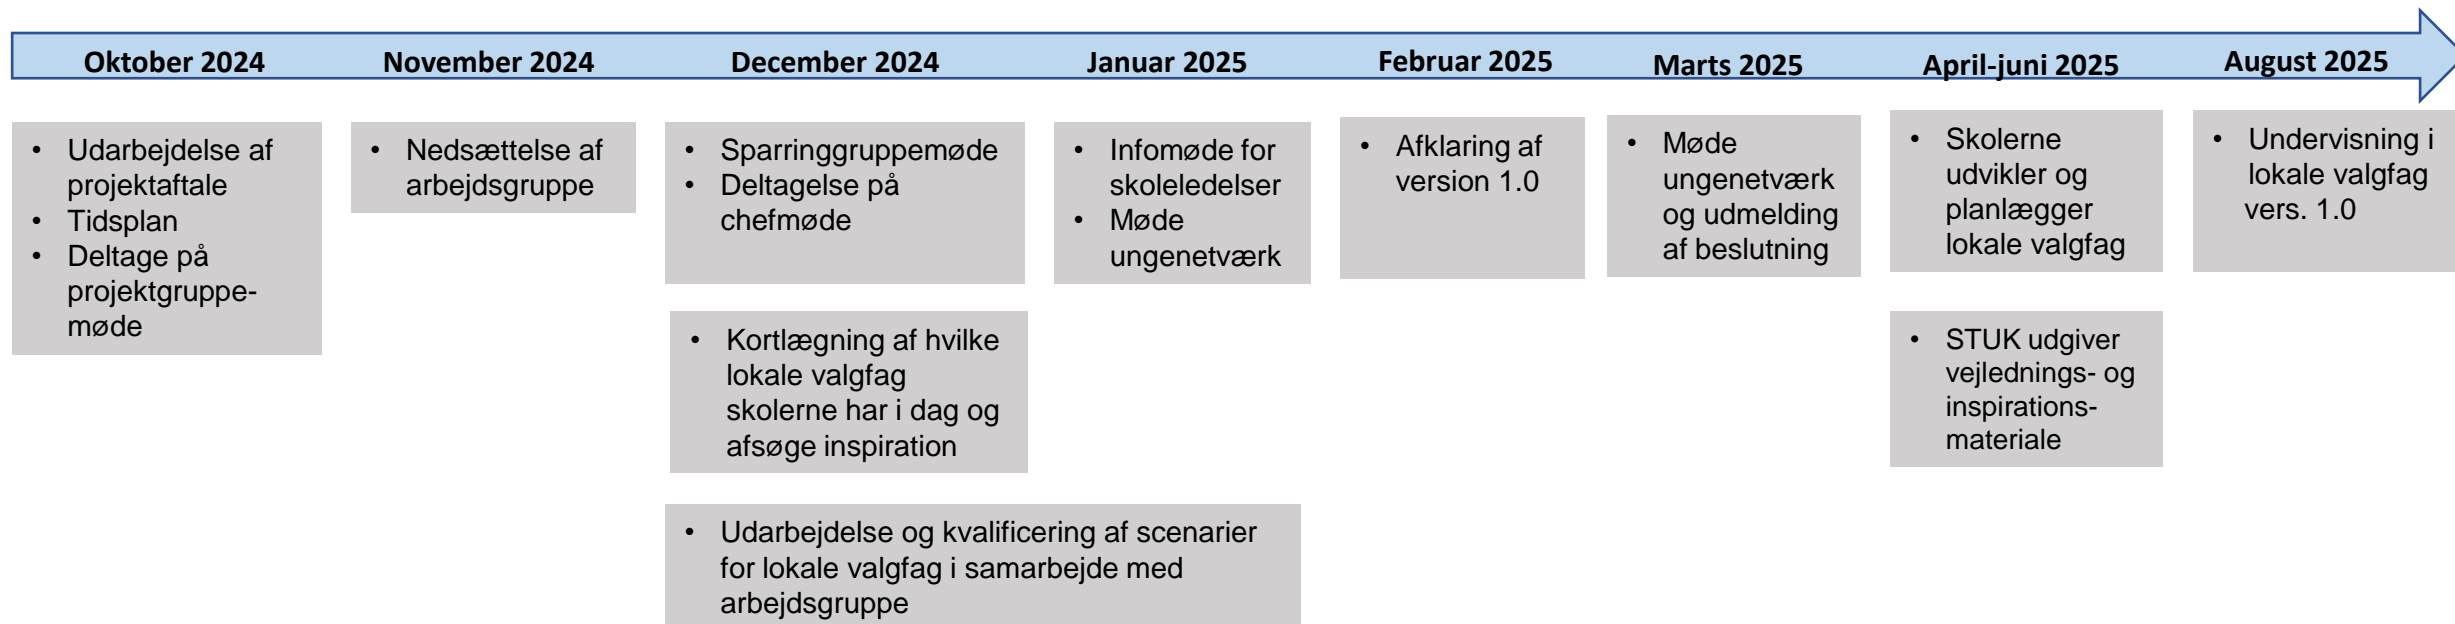 Oktober 2024
November 2024
December 2024
Januar 2025
Februar 2025
Marts 2025
April-juni 2025
August 2025
• Udarbejdelse af
projektaftale
• Tidsplan
• Deltage på
projektgruppe-
møde
• Nedsættelse af
arbejdsgruppe
• Sparringgruppemøde
• Deltagelse på
chefmøde
• Kortlægning af hvilke
lokale valgfag
skolerne har i dag og
afsøge inspiration
• Udarbejdelse og kvalificering af scenarier
for lokale valgfag i samarbejde med
arbejdsgruppe
• Infomøde for
skoleledelser
• Møde
ungenetværk
• Afklaring af
version 1.0
• Møde
ungenetværk
og udmelding
af beslutning
• Skolerne
udvikler og
planlægger
lokale valgfag
• STUK udgiver
vejlednings- og
inspirations-
materiale
• Undervisning i
lokale valgfag
vers. 1.0